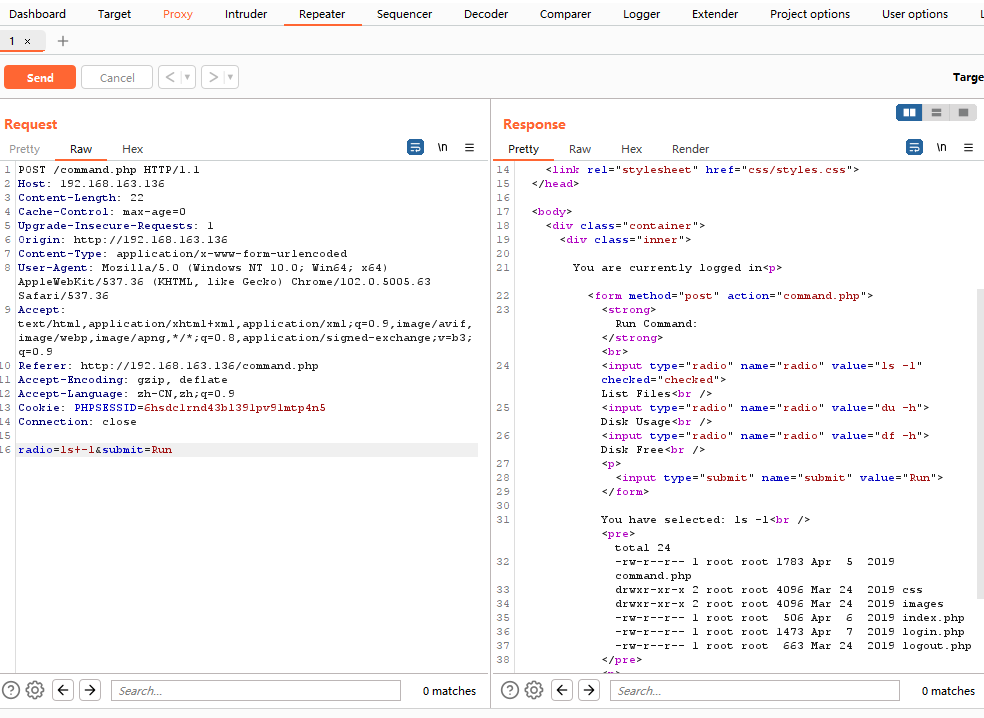 Dashboard Target Proxy Intruder Repeater Sequencer Decoder Comparer Logger Extender Project options User options
1 × +
Send Cancel < > Targe
Request
Pretty Raw Hex \n
1 POST /command.php HTTP/1.1
2 Host: 192.168.163.136
3 Content-Length: 22
4 Cache-Control: max-age=0
5 Upgrade-Insecure-Requests: 1
6 Origin: http://192.168.163.136
7 Content-Type: application/x-www-form-urlencoded
8 User-Agent: Mozilla/5.0 (Windows NT 10.0; Win64; x64)
AppleWebKit/537.36 (KHTML, like Gecko) Chrome/102.0.5005.63
Safari/537.36
9 Accept:
text/html,application/xhtml+xml,application/xml;q=0.9,image/avif,
image/webp,image/apng,*/*;q=0.8,application/signed-exchange;v=b3;
q=0.9
10 Referer: http://192.168.163.136/command.php
11 Accept-Encoding: gzip, deflate
12 Accept-Language: zh-CN,zh;q=0.9
13 Cookie: PHPSESSID=6hsdclrnd43bl39lpv9lmtp4n5
14 Connection: close
15
16 radio=ls+-l&submit=Run
Search... 0 matches
Response
Pretty Raw Hex Render \n
14 <link rel="stylesheet" href="css/styles.css">
15 </head>
16
17 <body>
18 <div class="container">
19 <div class="inner">
20
21 You are currently logged in<p>
22 <form method="post" action="command.php">
23 <strong>
Run Command:
</strong>
<br>
24 <input type="radio" name="radio" value="ls -l"
checked="checked">
List Files<br />
25 <input type="radio" name="radio" value="du -h">
Disk Usage<br />
26 <input type="radio" name="radio" value="df -h">
Disk Free<br />
27 <p>
28 <input type="submit" name="submit" value="Run">
29 </form>
30
31 You have selected: ls -l<br />
<pre>
total 24
32 -rw-r--r-- 1 root root 1783 Apr 5 2019
command.php
33 drwxr-xr-x 2 root root 4096 Mar 24 2019 css
34 drwxr-xr-x 2 root root 4096 Mar 24 2019 images
35 -rw-r--r-- 1 root root 506 Apr 6 2019 index.php
36 -rw-r--r-- 1 root root 1473 Apr 7 2019 login.php
37 -rw-r--r-- 1 root root 663 Mar 24 2019 logout.php
38 </pre>
Search... 0 matches